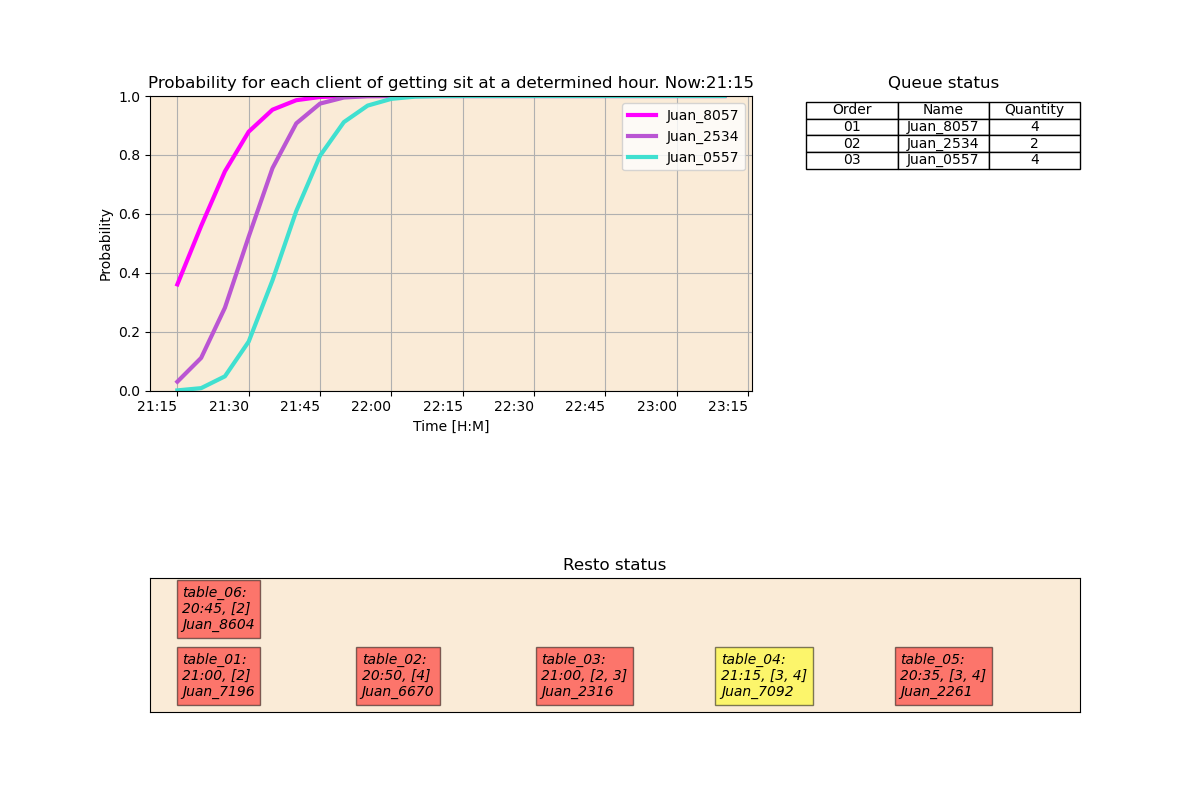 Probability for each client of getting sit at a determined hour. Now:21:15
Probability
1.0
0.8
0.6
0.4
0.2
0.0
Juan_8057
Juan_2534
Juan_0557
21:15 21:30 21:45 22:00 22:15 22:30 22:45 23:00 23:15
Time [H:M]
Queue status
Order Name Quantity
01 Juan_8057 4
02 Juan_2534 2
03 Juan_0557 4
Resto status
table_06:
20:45, [2]
Juan_8604
table_01:
21:00, [2]
Juan_7196
table_02:
20:50, [4]
Juan_6670
table_03:
21:00, [2, 3]
Juan_2316
table_04:
21:15, [3, 4]
Juan_7092
table_05:
20:35, [3, 4]
Juan_2261